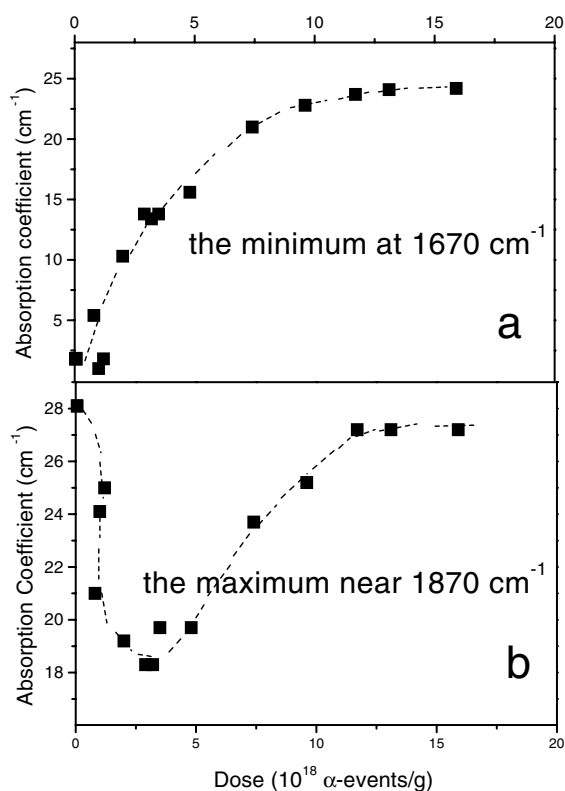 0 5 10 15 20
25
20
15
10
5
Absorption coefficient (cm⁻¹)
the minimum at 1670 cm⁻¹
a
28
26
24
22
20
18
Absorption Coefficient (cm⁻¹)
the maximum near 1870 cm⁻¹
b
0 5 10 15 20
Dose (10¹⁸ α-events/g)